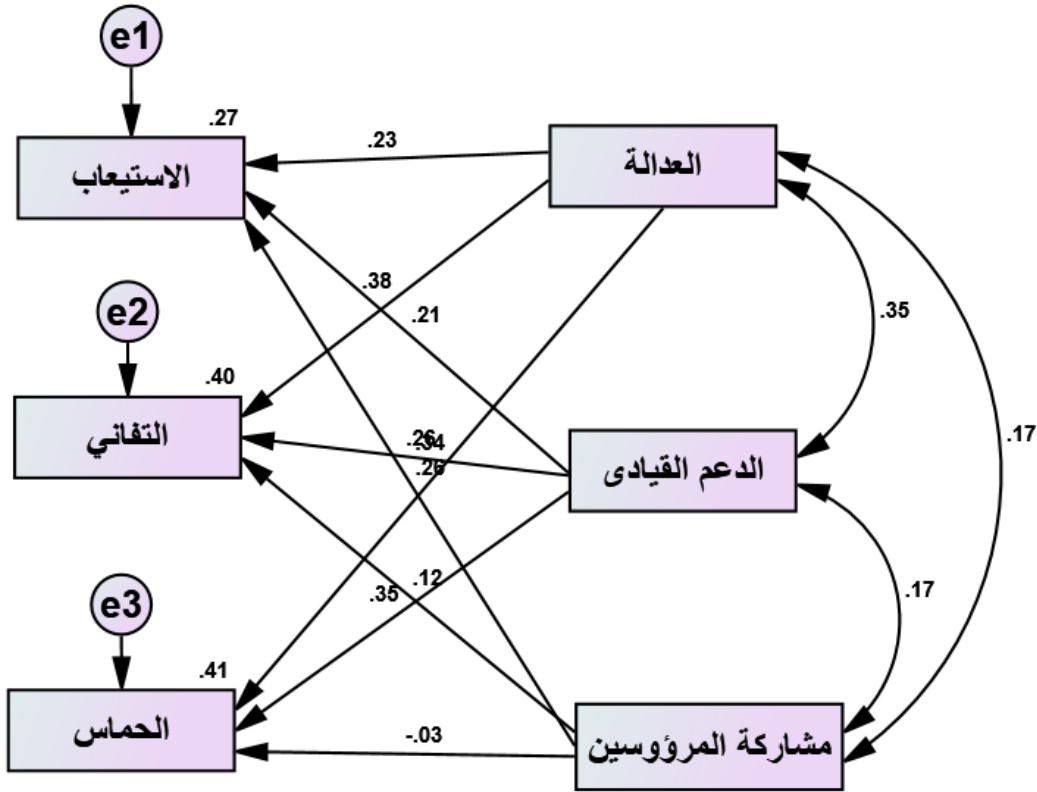 e1
.27
الاستيعاب
.23
العدالة
.38
.21
e2
.40
التفاني
.35
.26
.34
.26
الدعم القيادى
.17
.17
e3
.12
.35
.41
الحماس
-.03
مشاركة المرؤوسين